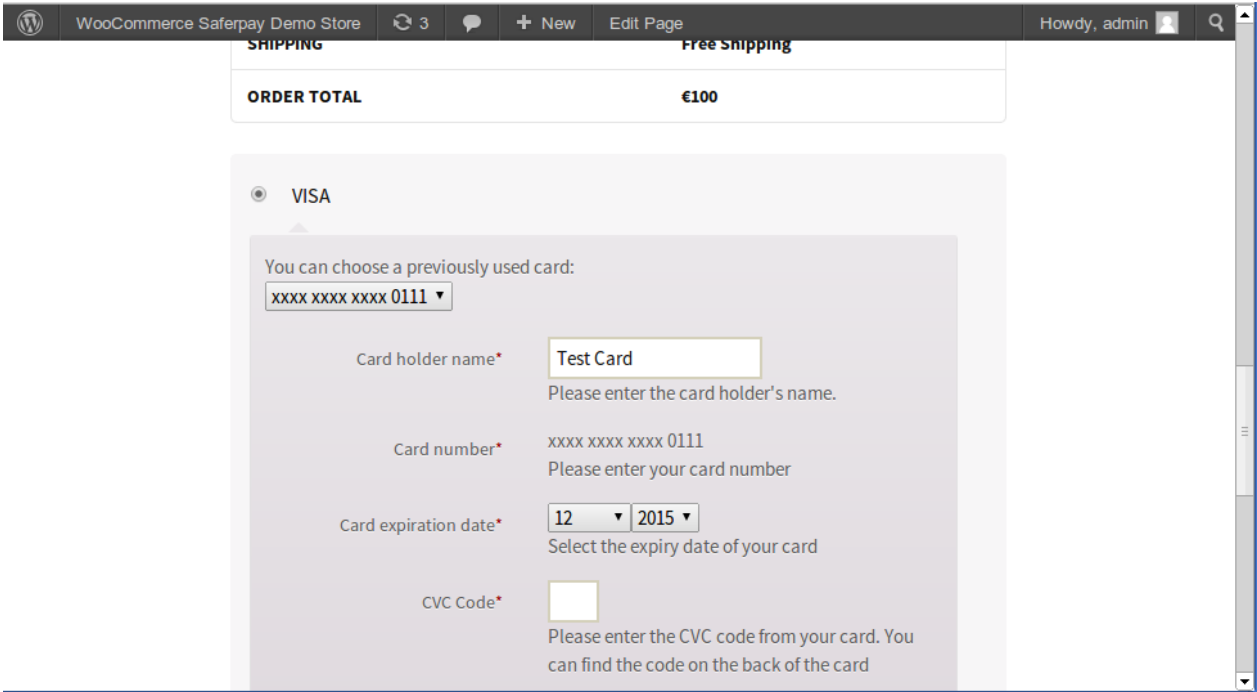 WooCommerce Saferpay Demo Store 3 + New Edit Page Howdy, admin
SHIPPING Free Shipping
ORDER TOTAL €100
VISA
You can choose a previously used card:
xxxx xxxx xxxx 0111
Card holder name* Test Card
Please enter the card holder's name.
Card number* xxxx xxxx xxxx 0111
Please enter your card number
Card expiration date* 12 2015
Select the expiry date of your card
CVC Code*
Please enter the CVC code from your card. You
can find the code on the back of the card